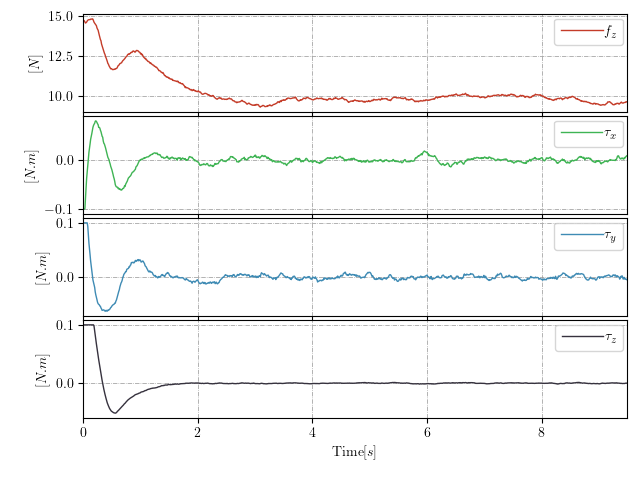 15.0
12.5
10.0
[N]
f_z
0.0
−0.1
[N.m]
τ_x
0.1
0.0
[N.m]
τ_y
0.1
0.0
[N.m]
τ_z
0 2 4 6 8
Time[s]